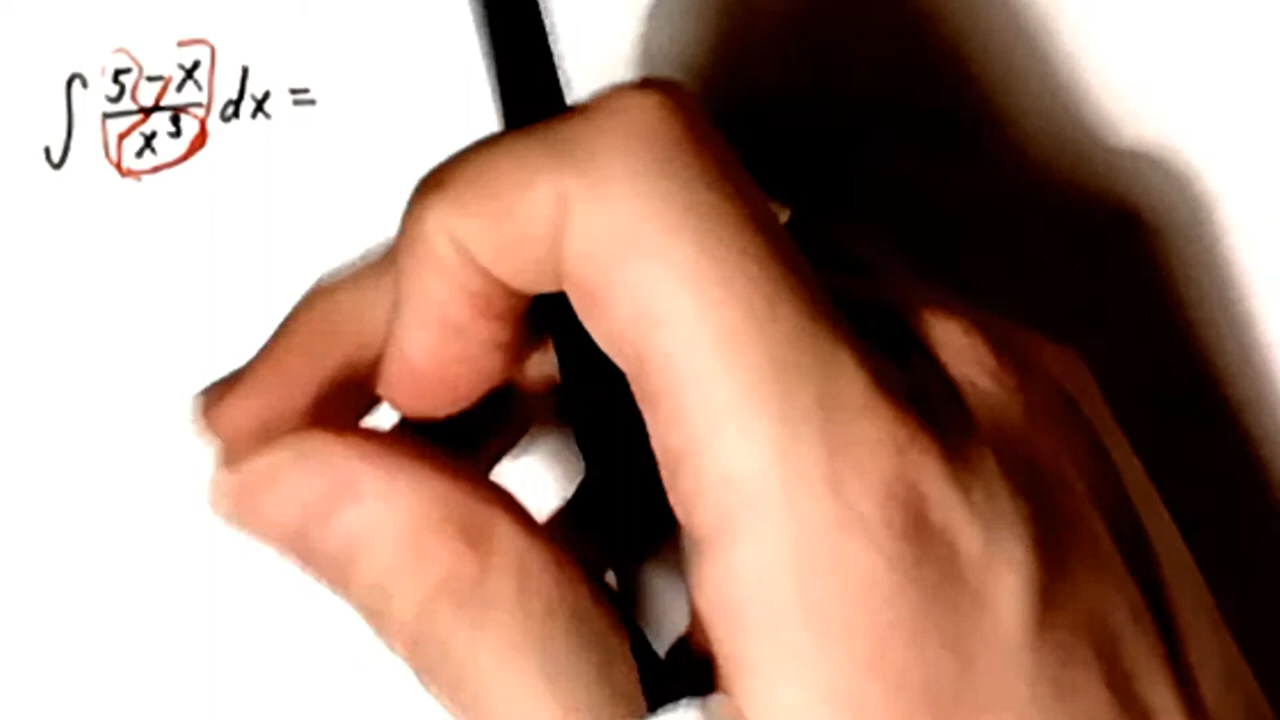 ∫ (5 - x)/x³ dx =